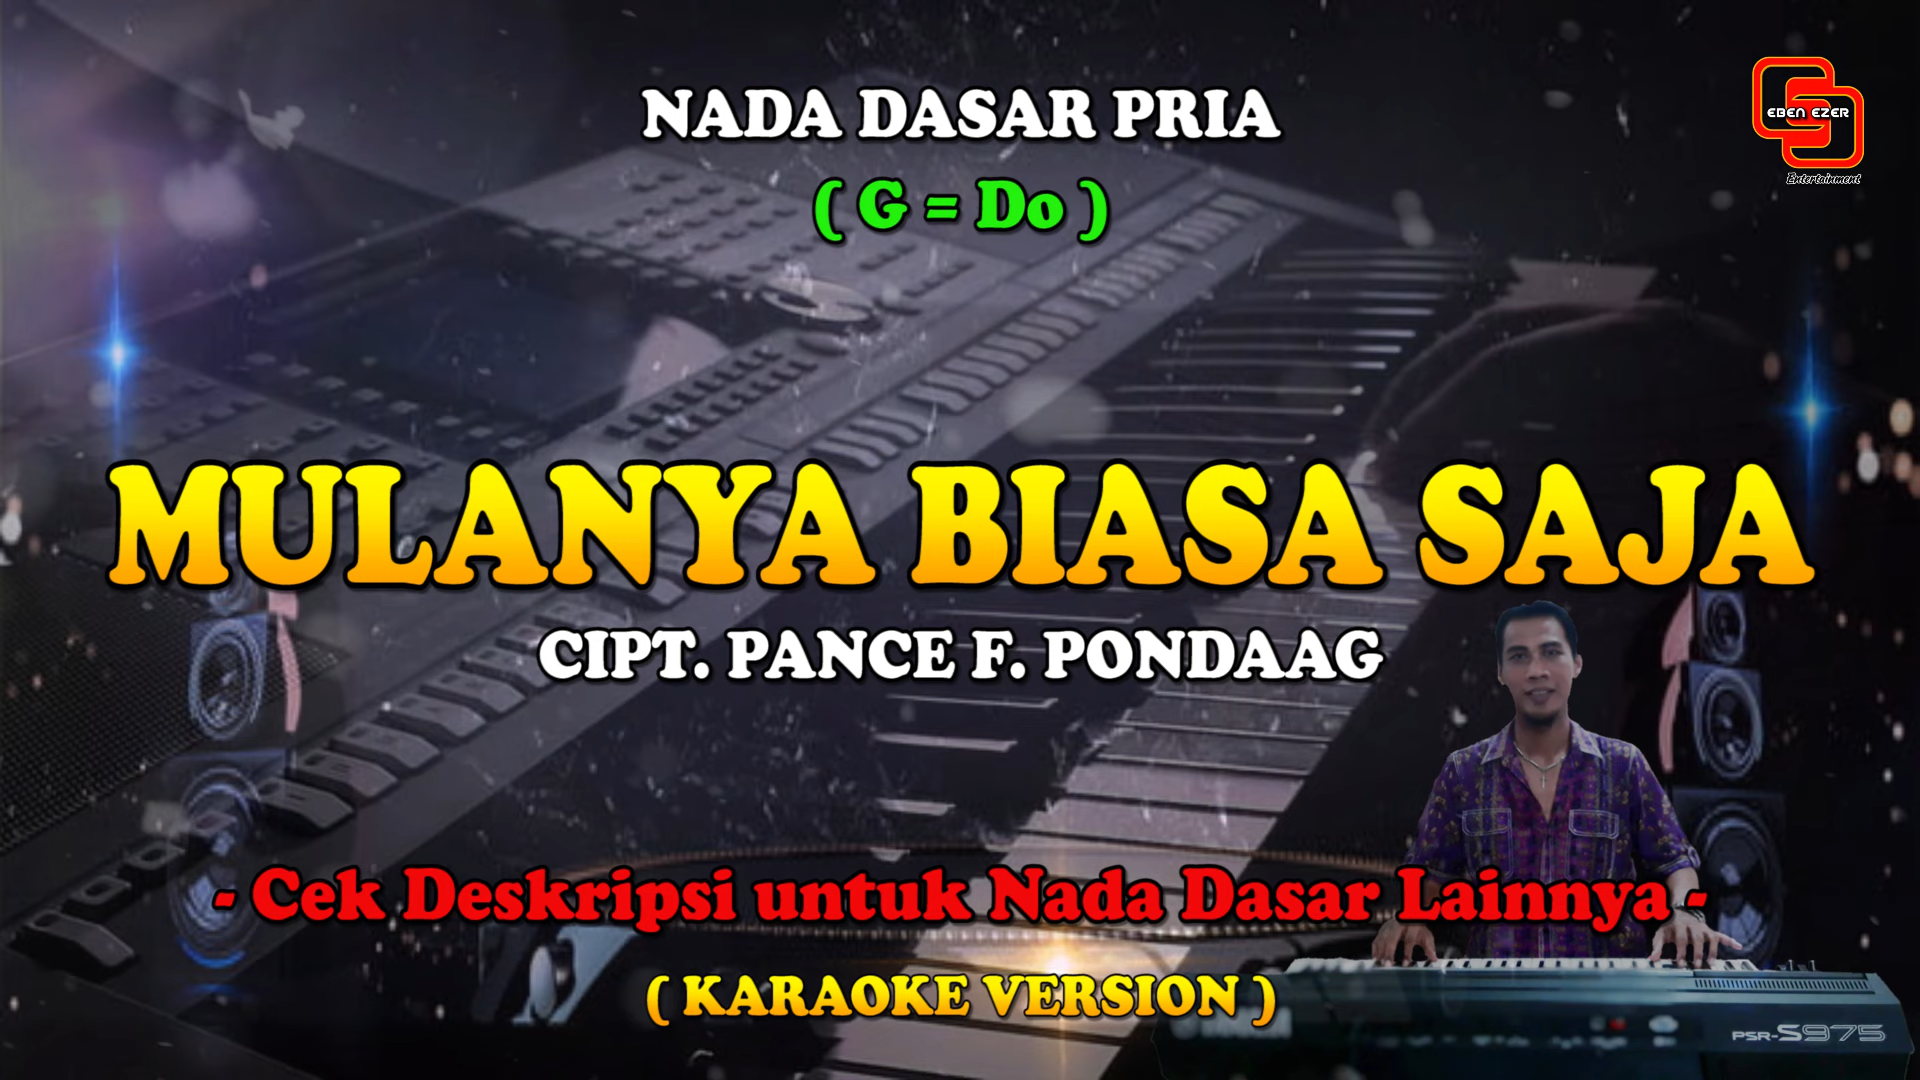 NADA DASAR PRIA
( G = Do )
EBEN EZER
Entertainment
MULANYA BIASA SAJA
CIPT. PANCE F. PONDAAG
- Cek Deskripsi untuk Nada Dasar Lainnya -
( KARAOKE VERSION )
PSR-S975